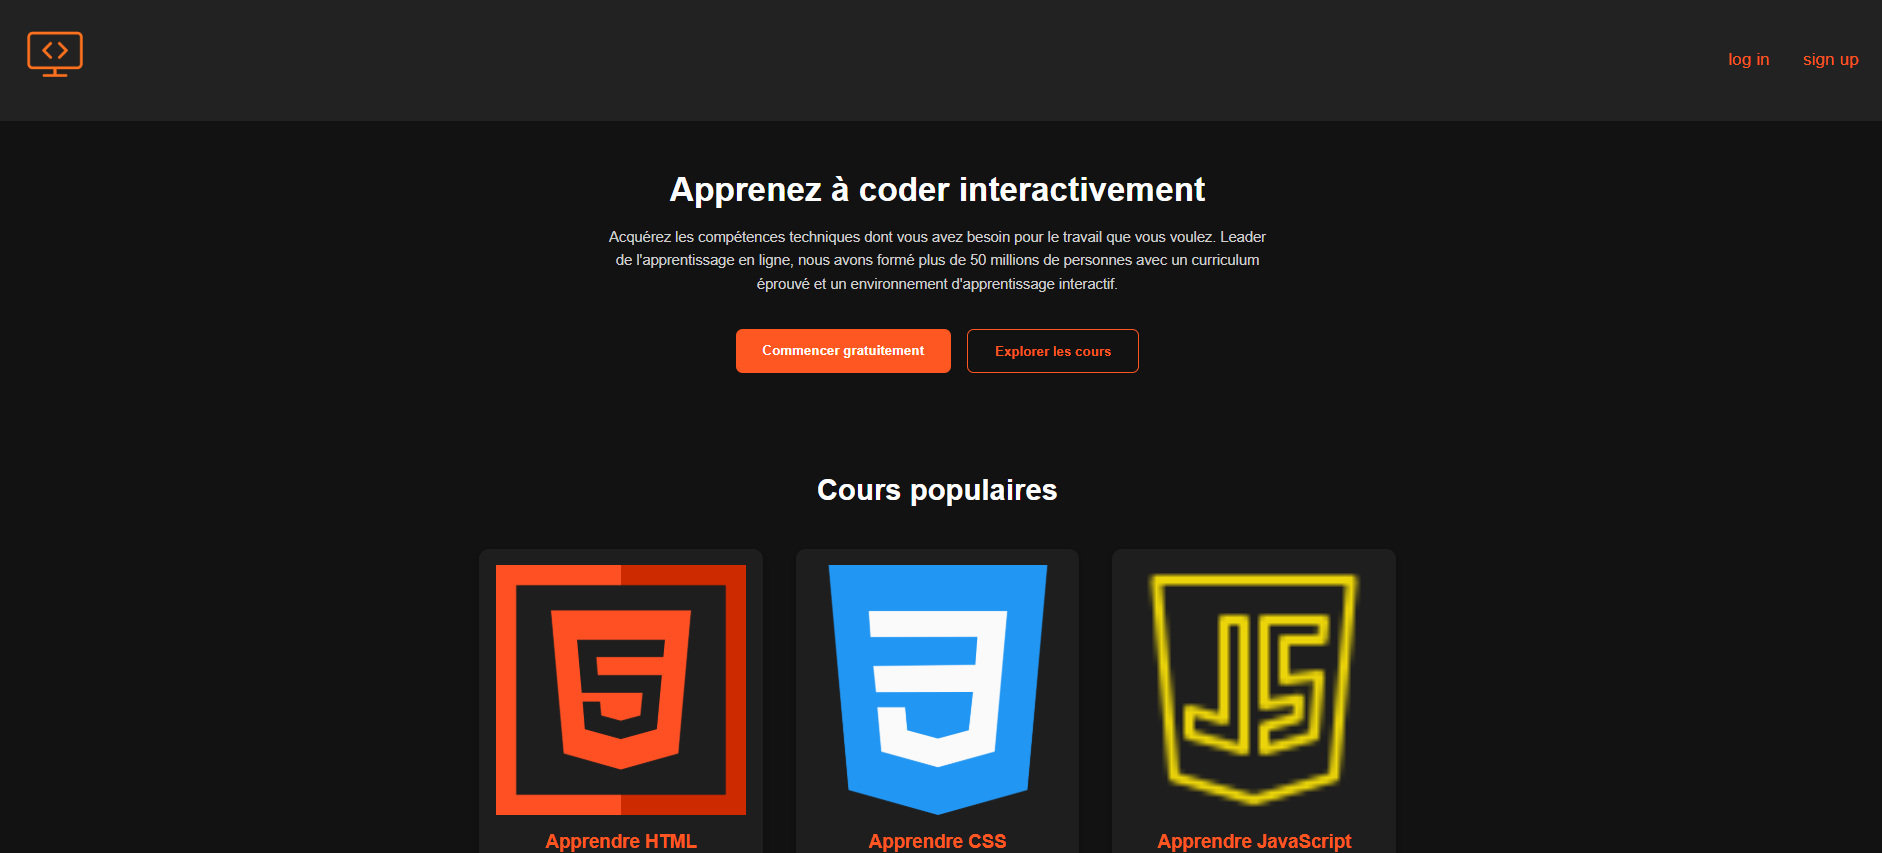 log in sign up
Apprenez à coder interactivement
Acquérez les compétences techniques dont vous avez besoin pour le travail que vous voulez. Leader
de l'apprentissage en ligne, nous avons formé plus de 50 millions de personnes avec un curriculum
éprouvé et un environnement d'apprentissage interactif.
Commencer gratuitement Explorer les cours
Cours populaires
5 3 JS
Apprendre HTML Apprendre CSS Apprendre JavaScript